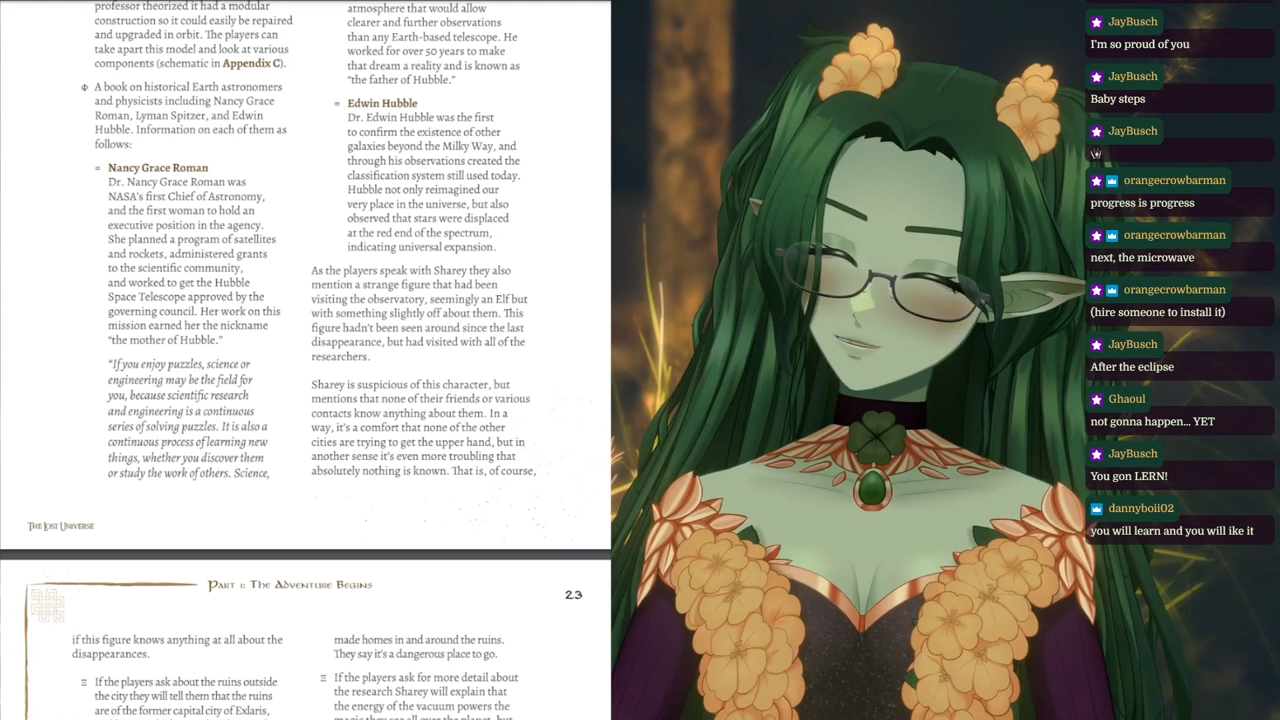 professor theorized it had a modular
construction so it could easily be repaired
and upgraded in orbit. The players can
take apart this model and look at various
components (schematic in Appendix C).
A book on historical Earth astronomers
and physicists including Nancy Grace
Roman, Lyman Spitzer, and Edwin
Hubble. Information on each of them as
follows:
Nancy Grace Roman
Dr. Nancy Grace Roman was
NASA's first Chief of Astronomy,
and the first woman to hold an
executive position in the agency.
She planned a program of satellites
and rockets, administered grants
to the scientific community,
and worked to get the Hubble
Space Telescope approved by the
governing council. Her work on this
mission earned her the nickname
“the mother of Hubble.”
“If you enjoy puzzles, science or
engineering may be the field for
you, because scientific research
and engineering is a continuous
series of solving puzzles. It is also a
continuous process of learning new
things, whether you discover them
or study the work of others. Science,
atmosphere that would allow
clearer and further observations
than any Earth-based telescope. He
worked for over 50 years to make
that dream a reality and is known as
“the father of Hubble.”
Edwin Hubble
Dr. Edwin Hubble was the first
to confirm the existence of other
galaxies beyond the Milky Way, and
through his observations created the
classification system still used today.
Hubble not only reimagined our
very place in the universe, but also
observed that stars were displaced
at the red end of the spectrum,
indicating universal expansion.
As the players speak with Sharey they also
mention a strange figure that had been
visiting the observatory, seemingly an Elf but
with something slightly off about them. This
figure hadn't been seen around since the last
disappearance, but had visited with all of the
researchers.
Sharey is suspicious of this character, but
mentions that none of their friends or various
contacts know anything about them. In a
way, it's a comfort that none of the other
cities are trying to get the upper hand, but in
another sense it's even more troubling that
absolutely nothing is known. That is, of course,
The Lost Universe
Part 1: The Adventure Begins
23
if this figure knows anything at all about the
disappearances.
If the players ask about the ruins outside
the city they will tell them that the ruins
are of the former capital city of Exlaris,
made homes in and around the ruins.
They say it's a dangerous place to go.
If the players ask for more detail about
the research Sharey will explain that
the energy of the vacuum powers the
magic they see all over the planet, but
JayBusch
I'm so proud of you
JayBusch
Baby steps
JayBusch
orangecrowbarman
progress is progress
orangecrowbarman
next, the microwave
orangecrowbarman
(hire someone to install it)
JayBusch
After the eclipse
Ghaoul
not gonna happen... YET
JayBusch
You gon LERN!
dannyboii02
you will learn and you will ike it